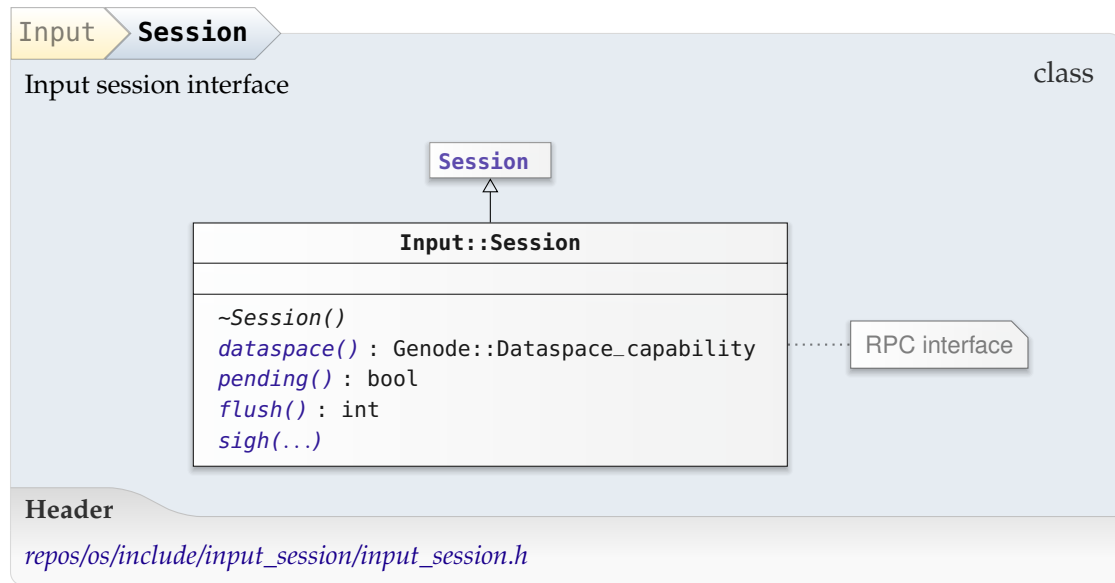 Input Session
class
Input session interface
Session
Input::Session
~Session()
dataspace() : Genode::Dataspace_capability
pending() : bool
flush() : int
sigh(...)
RPC interface
Header
repos/os/include/input_session/input_session.h